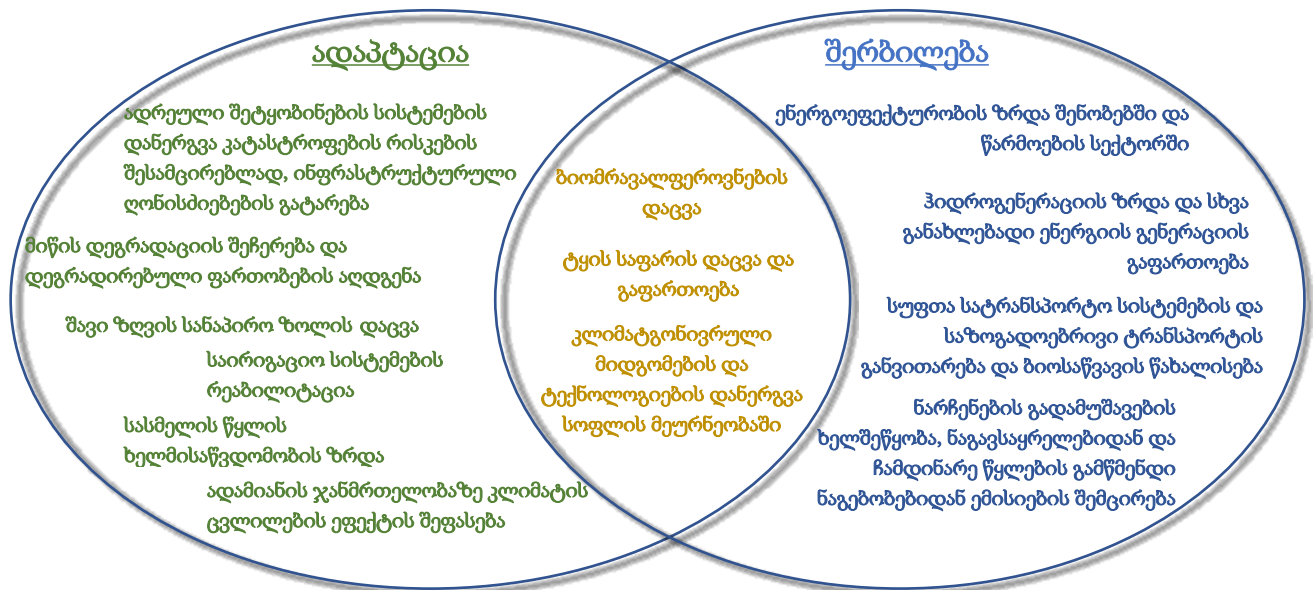 ადაპტაცია
ადრეული შეტყობინების სისტემების
დანერგვა კატასტროფების რისკების
შესამცირებლად, ინფრასტრუქტურული
ღონისძიებების გატარება
მიწის დეგრადაციის შეჩერება და
დეგრადირებული ფართობების აღდგენა
შავი ზღვის სანაპირო ზოლის დაცვა
საირიგაციო სისტემების
რეაბილიტაცია
სასმელის წყლის
ხელმისაწვდომობის ზრდა
ადამიანის ჯანმრთელობაზე კლიმატის
ცვლილების ეფექტის შეფასება
ბიომრავალფეროვნების
დაცვა
ტყის საფარის დაცვა და
გაფართოება
კლიმატგონივრული
მიდგომების და
ტექნოლოგიების დანერგვა
სოფლის მეურნეობაში
შერბილება
ენერგოეფექტურობის ზრდა შენობებში და
წარმოების სექტორში
ჰიდროგენერაციის ზრდა და სხვა
განახლებადი ენერგიის გენერაციის
გაფართოება
სუფთა სატრანსპორტო სისტემების და
საზოგადოებრივი ტრანსპორტის
განვითარება და ბიოსაწვავის წახალისება
ნარჩენების გადამუშავების
ხელშეწყობა, ნაგავსაყრელებიდან და
ჩამდინარე წყლების გამწმენდი
ნაგებობებიდან ემისიების შემცირება